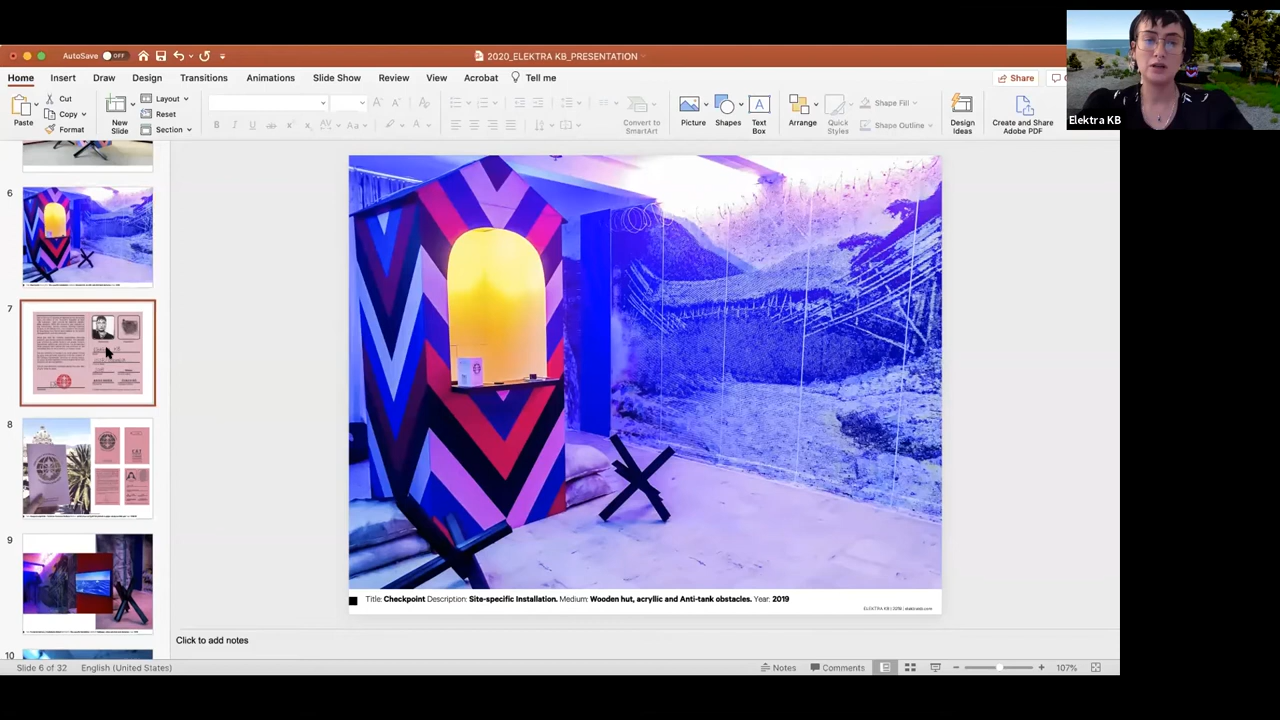 AutoSave OFF
2020_ELEKTRA KB_PRESENTATION
Home Insert Draw Design Transitions Animations Slide Show Review View Acrobat Tell me
Share
Elektra KB
Paste
Cut
Copy
Format
New Slide
Layout
Reset
Section
B I U
Convert to SmartArt
Picture
Shapes
Text Box
Arrange
Quick Styles
Shape Fill
Shape Outline
Design Ideas
Create and Share Adobe PDF
6
7
8
9
10
Title: Checkpoint Description: Site-specific Installation. Medium: Wooden hut, acryllic and Anti-tank obstacles. Year: 2019
Click to add notes
Slide 6 of 32 English (United States)
Notes Comments 107%